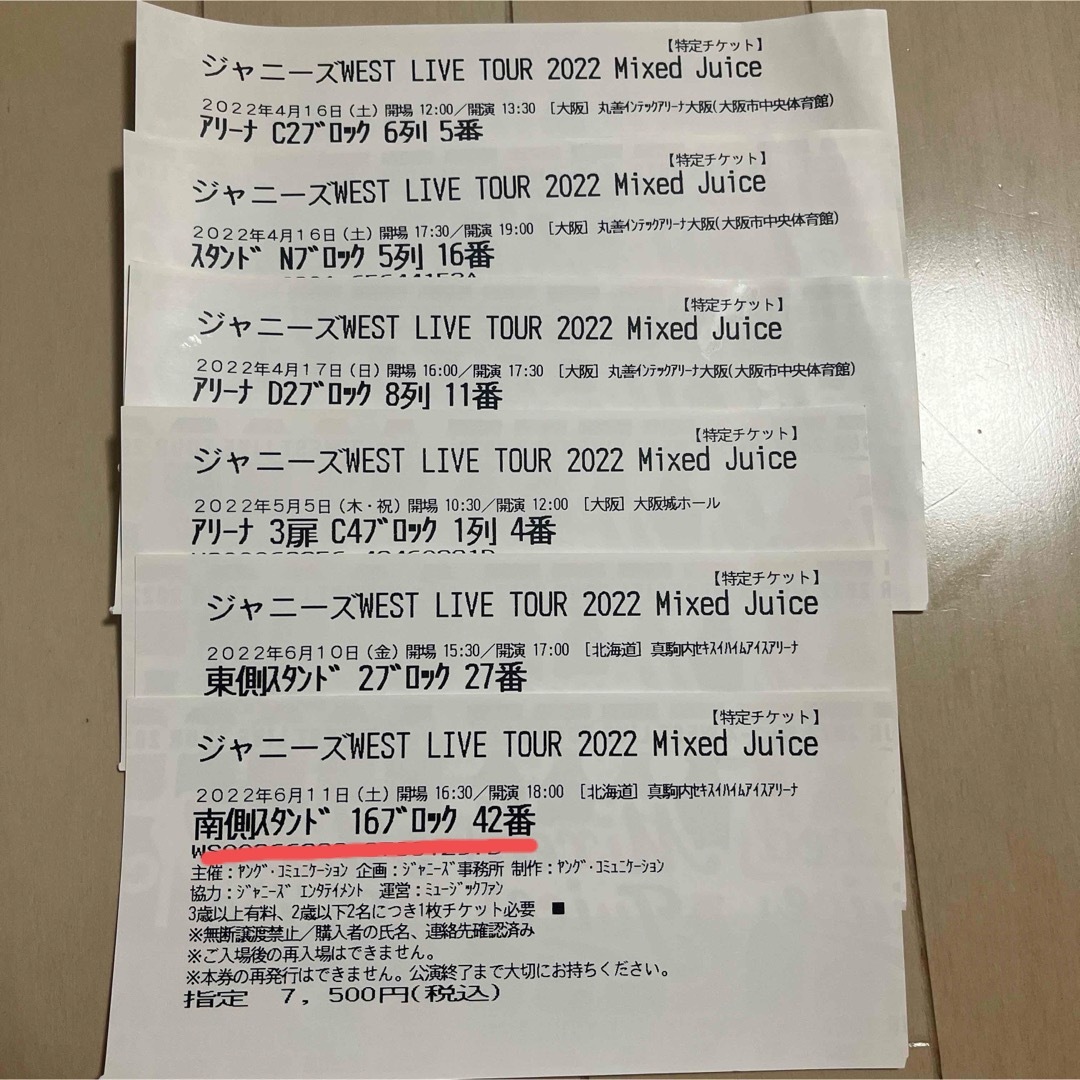 【特定チケット】
ジャニーズWEST LIVE TOUR 2022 Mixed Juice
2022年4月16日(土) 開場 12:00／開演 13:30 [大阪] 丸善ｲﾝﾃｯｸｱﾘｰﾅ大阪(大阪市中央体育館)
ｱﾘｰﾅ C2ﾌﾞﾛｯｸ 6列 5番
【特定チケット】
ジャニーズWEST LIVE TOUR 2022 Mixed Juice
2022年4月16日(土) 開場 17:30／開演 19:00 [大阪] 丸善ｲﾝﾃｯｸｱﾘｰﾅ大阪(大阪市中央体育館)
ｽﾀﾝﾄﾞ Nﾌﾞﾛｯｸ 5列 16番
【特定チケット】
ジャニーズWEST LIVE TOUR 2022 Mixed Juice
2022年4月17日(日) 開場 16:00／開演 17:30 [大阪] 丸善ｲﾝﾃｯｸｱﾘｰﾅ大阪(大阪市中央体育館)
ｱﾘｰﾅ D2ﾌﾞﾛｯｸ 8列 11番
【特定チケット】
ジャニーズWEST LIVE TOUR 2022 Mixed Juice
2022年5月5日(木・祝) 開場 10:30／開演 12:00 [大阪] 大阪城ホール
ｱﾘｰﾅ 3扉 C4ﾌﾞﾛｯｸ 1列 4番
【特定チケット】
ジャニーズWEST LIVE TOUR 2022 Mixed Juice
2022年6月10日(金) 開場 15:30／開演 17:00 [北海道] 真駒内ｾｷｽｲﾊｲﾑｱｲｽｱﾘｰﾅ
東側ｽﾀﾝﾄﾞ 2ﾌﾞﾛｯｸ 27番
【特定チケット】
ジャニーズWEST LIVE TOUR 2022 Mixed Juice
2022年6月11日(土) 開場 16:30／開演 18:00 [北海道] 真駒内ｾｷｽｲﾊｲﾑｱｲｽｱﾘｰﾅ
南側ｽﾀﾝﾄﾞ 16ﾌﾞﾛｯｸ 42番
主催：ﾔﾝｸﾞ・ｺﾐｭﾆｹｰｼｮﾝ 企画：ｼﾞｬﾆｰｽﾞ事務所 制作：ﾔﾝｸﾞ・ｺﾐｭﾆｹｰｼｮﾝ
協力：ｼﾞｬﾆｰｽﾞ ｴﾝﾀﾃｲﾒﾝﾄ 運営：ﾐｭｰｼﾞｯｸﾌｧﾝ
3歳以上有料、2歳以下2名につき1枚チケット必要 ■
※無断譲渡禁止／購入者の氏名、連絡先確認済み
※ご入場後の再入場はできません。
※本券の再発行はできません。公演終了まで大切にお持ちください。
指定 7,500円(税込)